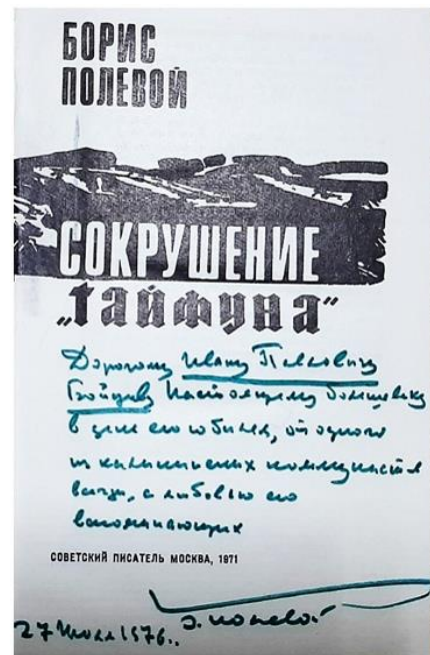 БОРИС
ПОЛЕВОЙ
СОКРУШЕНИЕ
„тайфуна“
Дорогому Ивану Павловичу
Бойцову Настоящему большевику
в день его юбилея, от одного
из калининских коммунистов
с любовью его
вспоминающих
СОВЕТСКИЙ ПИСАТЕЛЬ МОСКВА, 1971
27 Июля 1976.. Б. Полевой